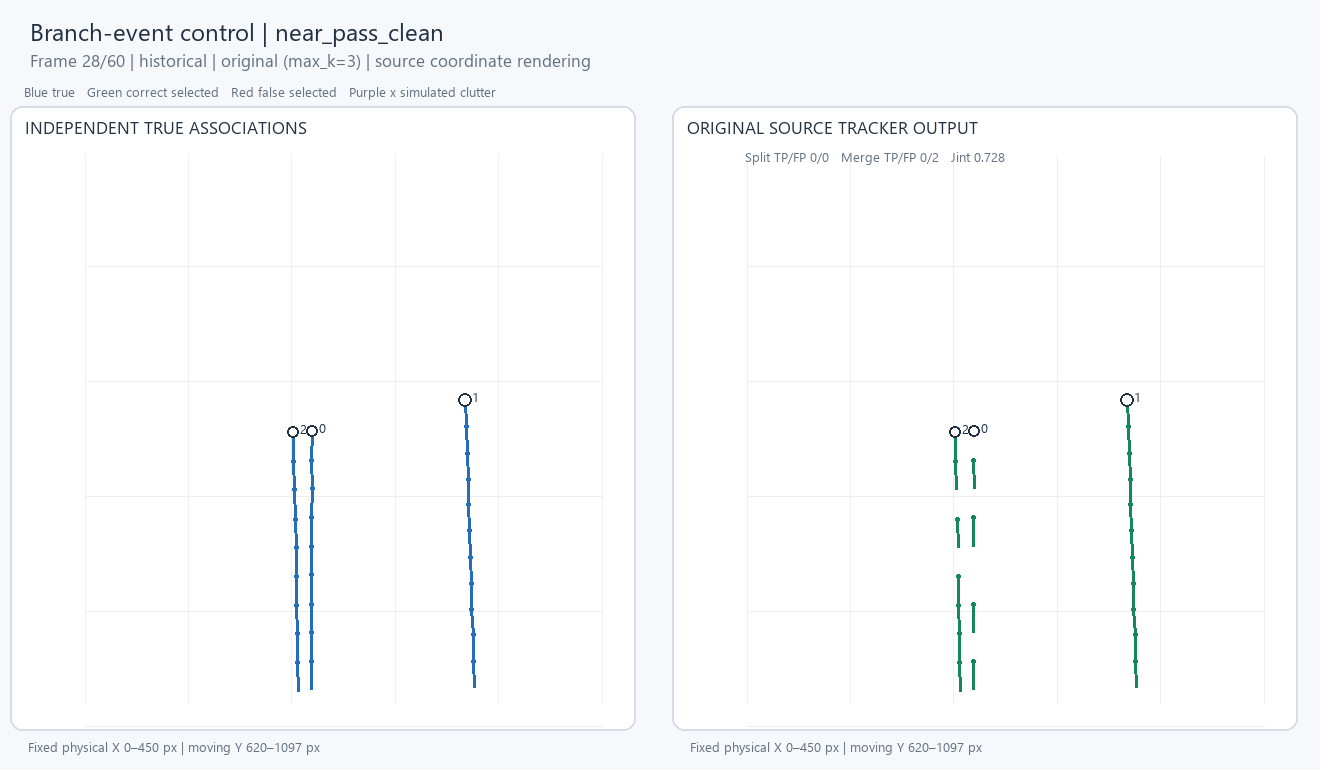 Branch-event control | near_pass_clean
Frame 28/60 | historical | original (max_k=3) | source coordinate rendering
Blue true Green correct selected Red false selected Purple x simulated clutter
INDEPENDENT TRUE ASSOCIATIONS
1
2 0
Fixed physical X 0–450 px | moving Y 620–1097 px
ORIGINAL SOURCE TRACKER OUTPUT
Split TP/FP 0/0 Merge TP/FP 0/2 Jint 0.728
1
2 0
Fixed physical X 0–450 px | moving Y 620–1097 px